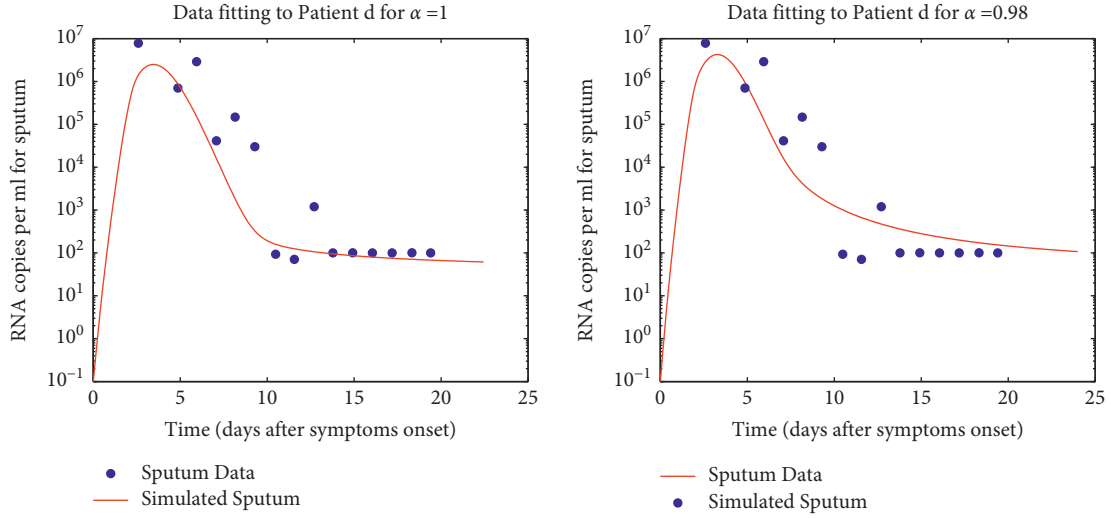 Data fitting to Patient d for α =1
10^7
10^6
10^5
10^4
10^3
10^2
10^1
10^0
10^-1
RNA copies per ml for sputum
0 5 10 15 20 25
Time (days after symptoms onset)
Sputum Data
Simulated Sputum
Data fitting to Patient d for α =0.98
10^7
10^6
10^5
10^4
10^3
10^2
10^1
10^0
10^-1
RNA copies per ml for sputum
0 5 10 15 20 25
Time (days after symptoms onset)
Sputum Data
Simulated Sputum